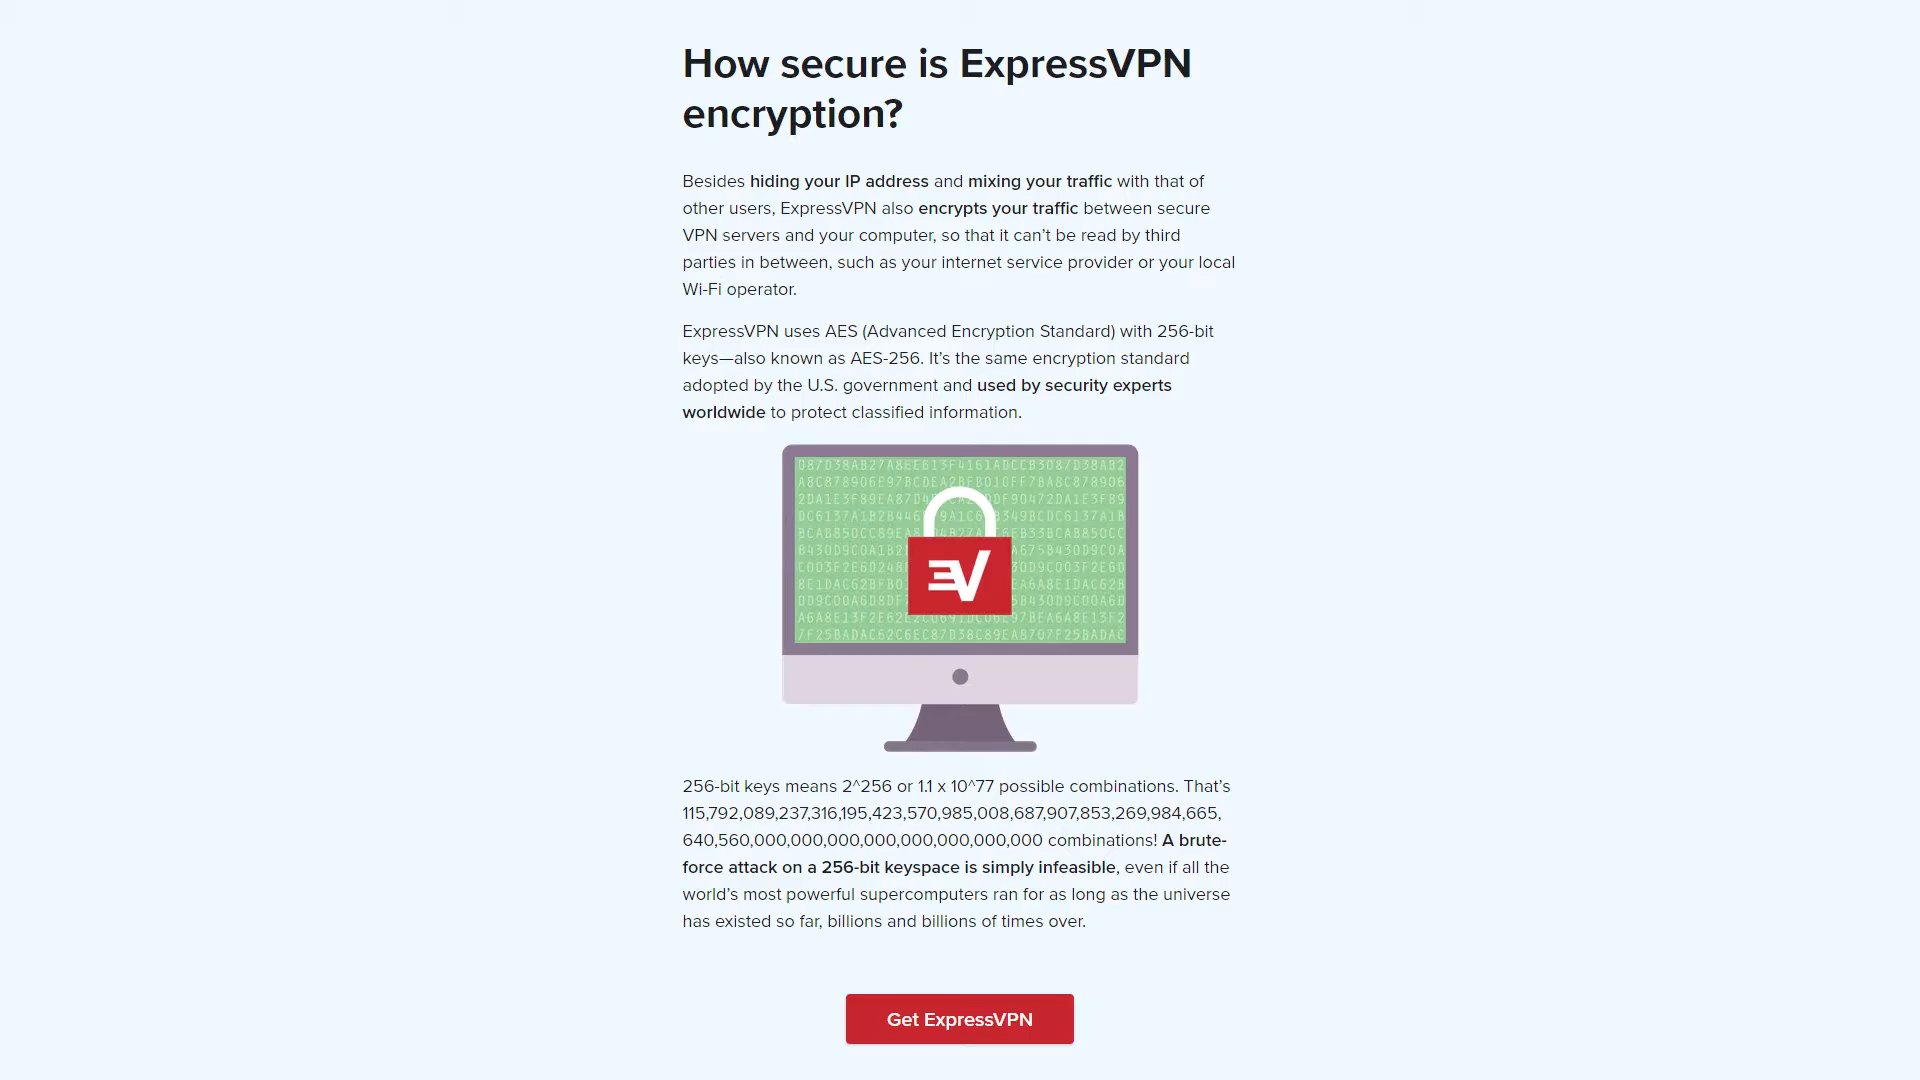 How secure is ExpressVPN
encryption?
Besides hiding your IP address and mixing your traffic with that of
other users, ExpressVPN also encrypts your traffic between secure
VPN servers and your computer, so that it can’t be read by third
parties in between, such as your internet service provider or your local
Wi-Fi operator.
ExpressVPN uses AES (Advanced Encryption Standard) with 256-bit
keys—also known as AES-256. It’s the same encryption standard
adopted by the U.S. government and used by security experts
worldwide to protect classified information.
256-bit keys means 2^256 or 1.1 x 10^77 possible combinations. That’s
115,792,089,237,316,195,423,570,985,008,687,907,853,269,984,665,
640,560,000,000,000,000,000,000,000,000 combinations! A brute-
force attack on a 256-bit keyspace is simply infeasible, even if all the
world’s most powerful supercomputers ran for as long as the universe
has existed so far, billions and billions of times over.
Get ExpressVPN